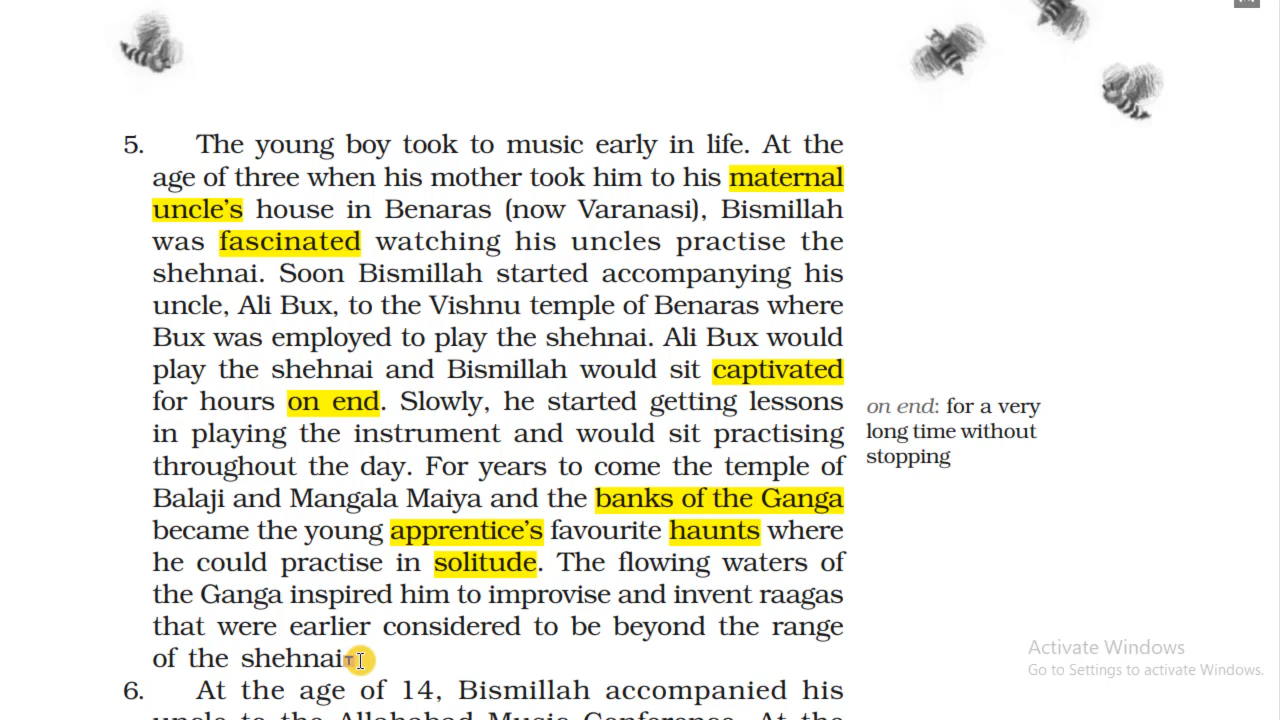 5. The young boy took to music early in life. At the
age of three when his mother took him to his maternal
uncle's house in Benaras (now Varanasi), Bismillah
was fascinated watching his uncles practise the
shehnai. Soon Bismillah started accompanying his
uncle, Ali Bux, to the Vishnu temple of Benaras where
Bux was employed to play the shehnai. Ali Bux would
play the shehnai and Bismillah would sit captivated
for hours on end. Slowly, he started getting lessons
in playing the instrument and would sit practising
throughout the day. For years to come the temple of
Balaji and Mangala Maiya and the banks of the Ganga
became the young apprentice's favourite haunts where
he could practise in solitude. The flowing waters of
the Ganga inspired him to improvise and invent raagas
that were earlier considered to be beyond the range
of the shehnai
6. At the age of 14, Bismillah accompanied his
uncle to the Allahabad Music Conference. At the
on end: for a very
long time without
stopping
Activate Windows
Go to Settings to activate Windows.